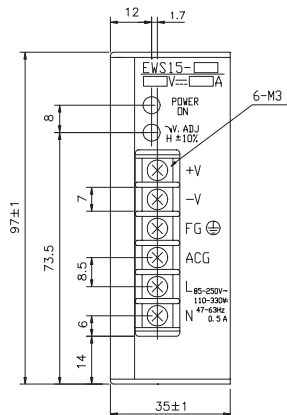 12
1.7
EWS15-
V A
POWER
ON
V. ADJ
H ±10%
6-M3
+V
-V
FG
ACG
L 85-250V~
110-330V
N 47-63Hz
0.5A
8
7
8.5
6
14
73.5
97±1
35±1